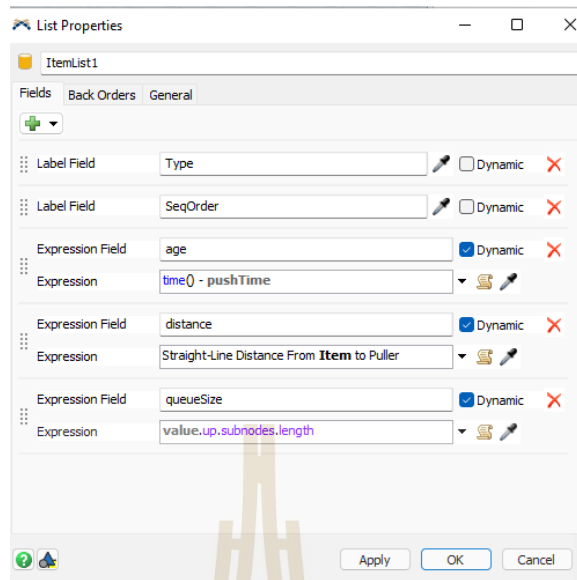 List Properties
ItemList1
Fields Back Orders General
Label Field Type Dynamic
Label Field SeqOrder Dynamic
Expression Field age Dynamic
Expression time() - pushTime
Expression Field distance Dynamic
Expression Straight-Line Distance From Item to Puller
Expression Field queueSize Dynamic
Expression value.up.subnodes.length
Apply OK Cancel